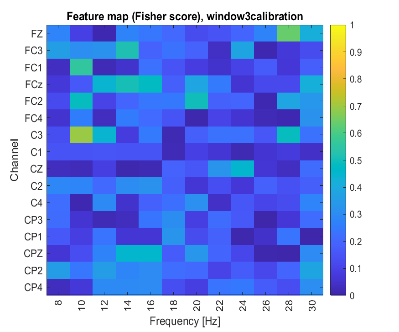 Feature map (Fisher score), window3calibration
Channel
FZ
FC3
FC1
FCz
FC2
FC4
C3
C1
CZ
C2
C4
CP3
CP1
CPZ
CP2
CP4
8 10 12 14 16 18 20 22 24 26 28 30
Frequency [Hz]
1
0.9
0.8
0.7
0.6
0.5
0.4
0.3
0.2
0.1
0